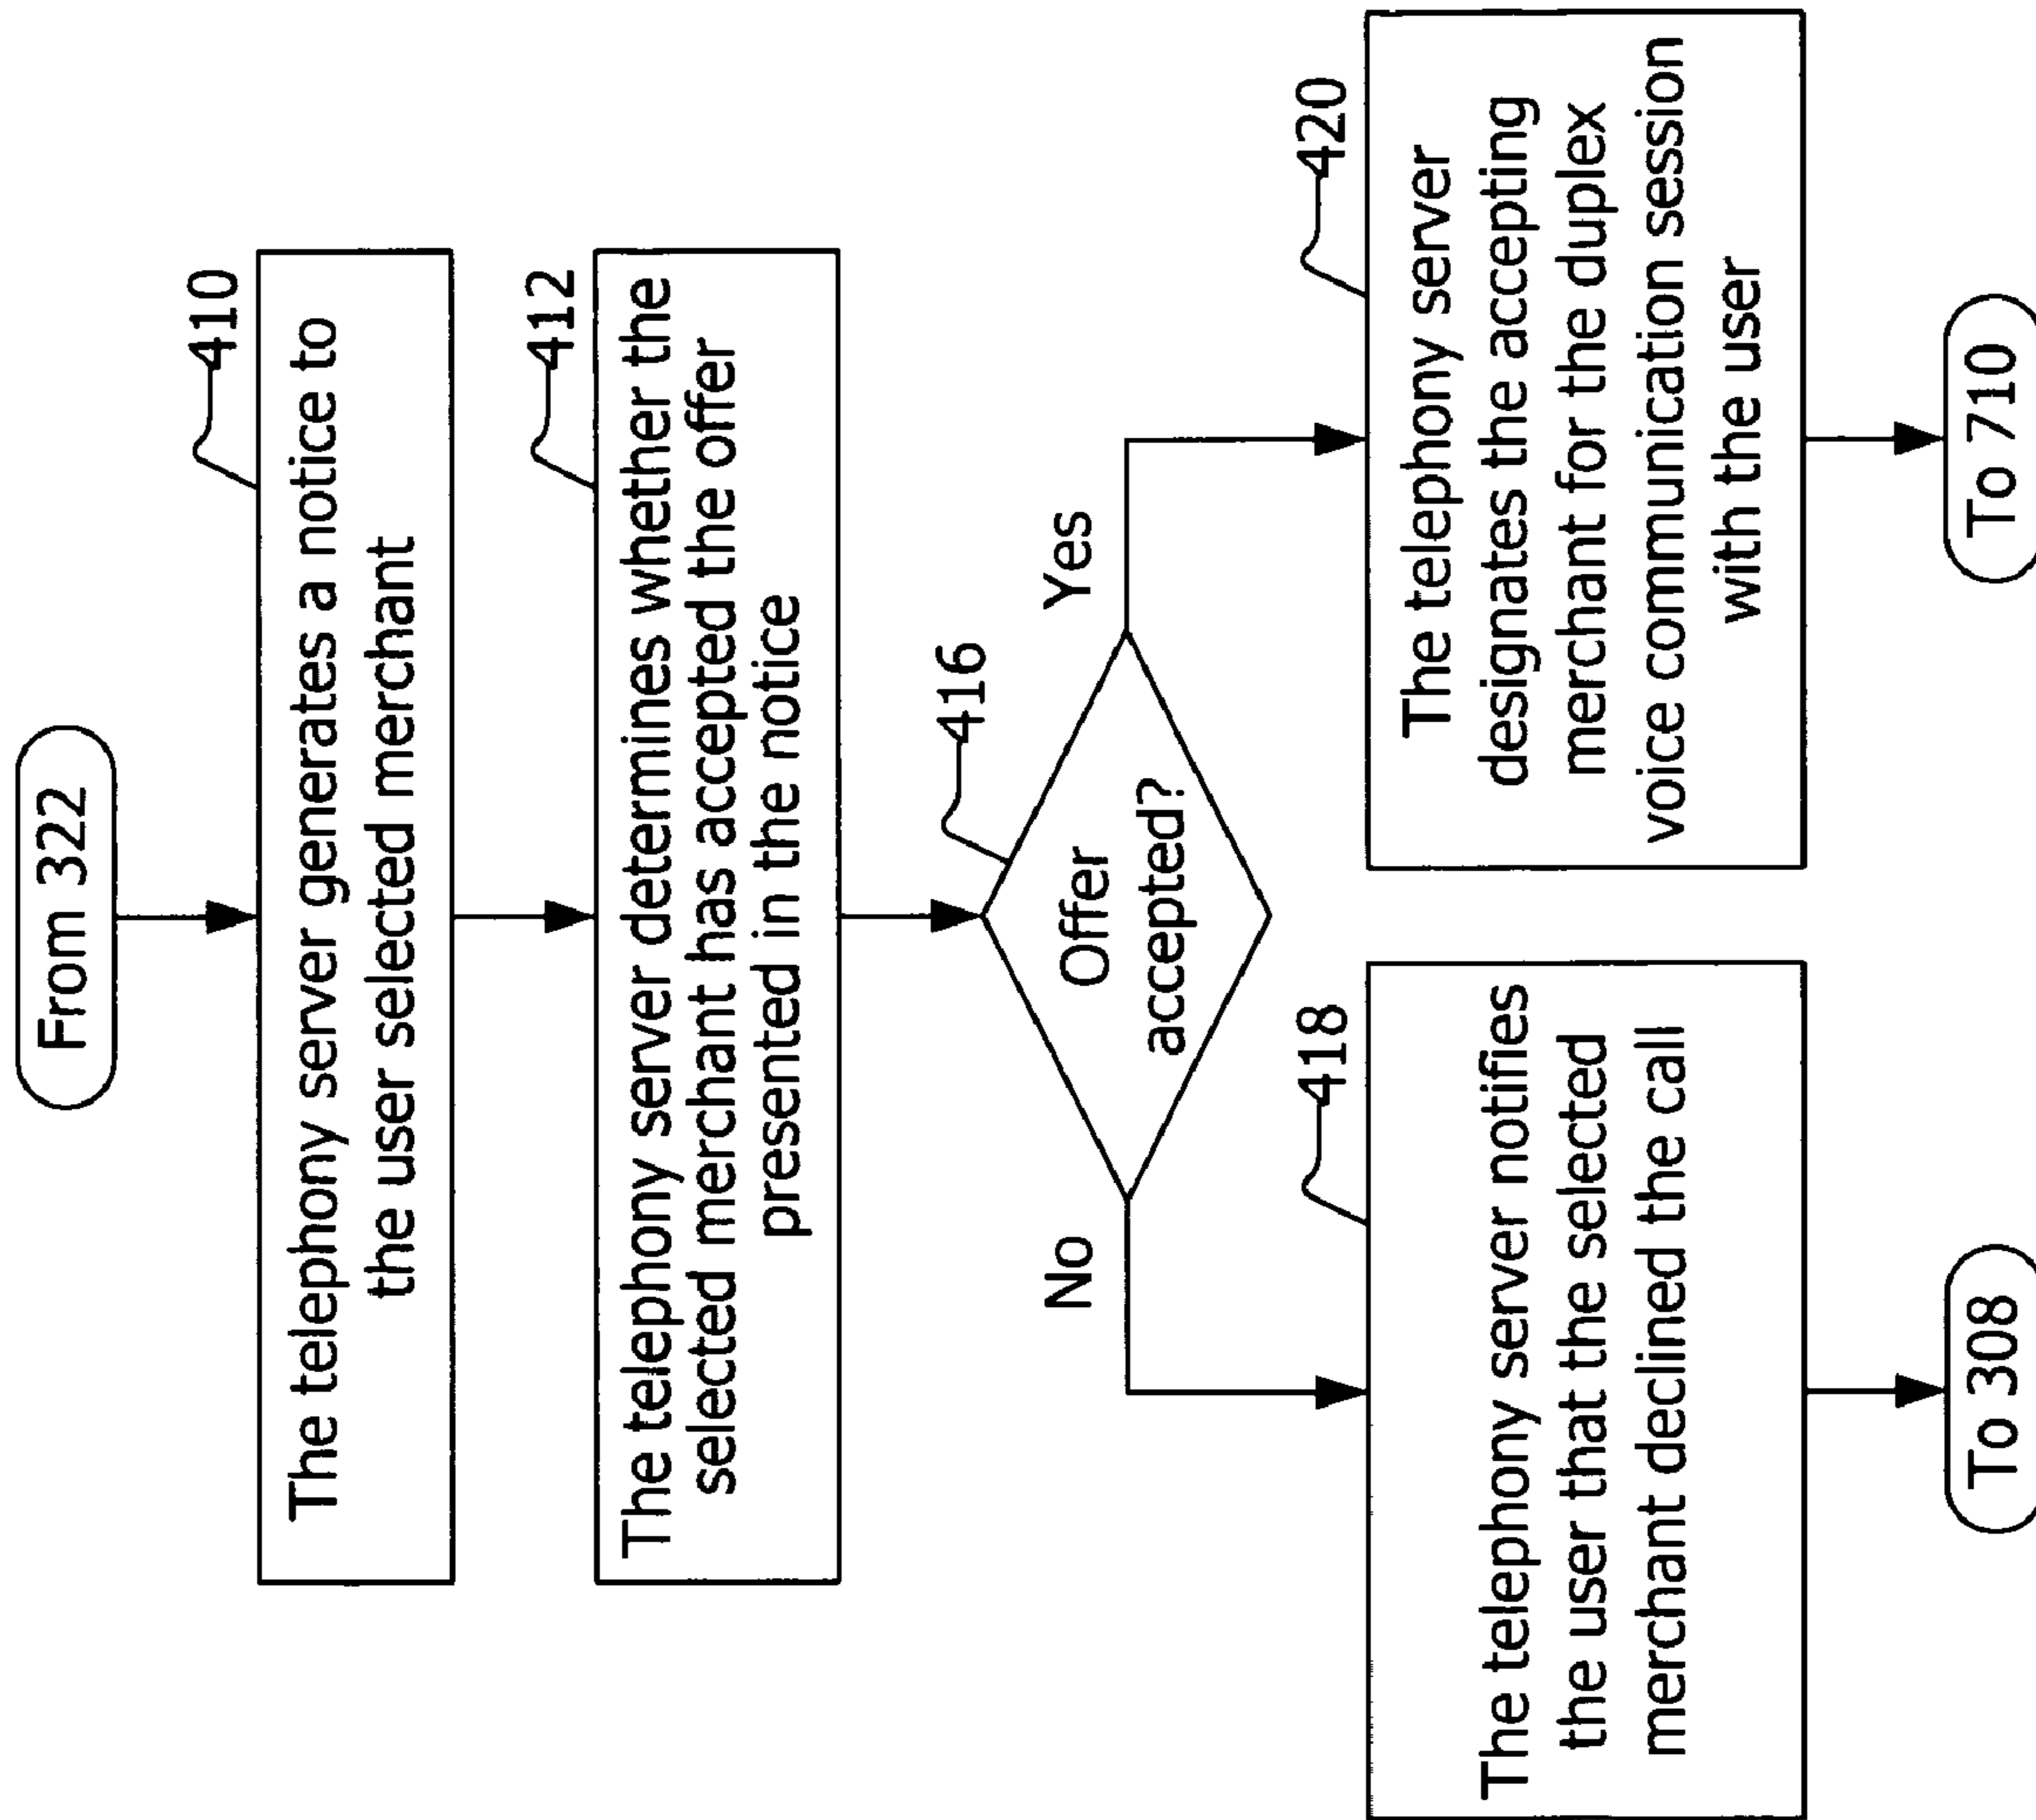 From 322
410
The telephony server generates a notice to
the user selected merchant
412
The telephony server determines whether the
selected merchant has accepted the offer
presented in the notice
416
Offer
accepted?
No
Yes
418
The telephony server notifies
the user that the selected
merchant declined the call
420
The telephony server
designates the accepting
merchant for the duplex
voice communication session
with the user
To 308
To 710